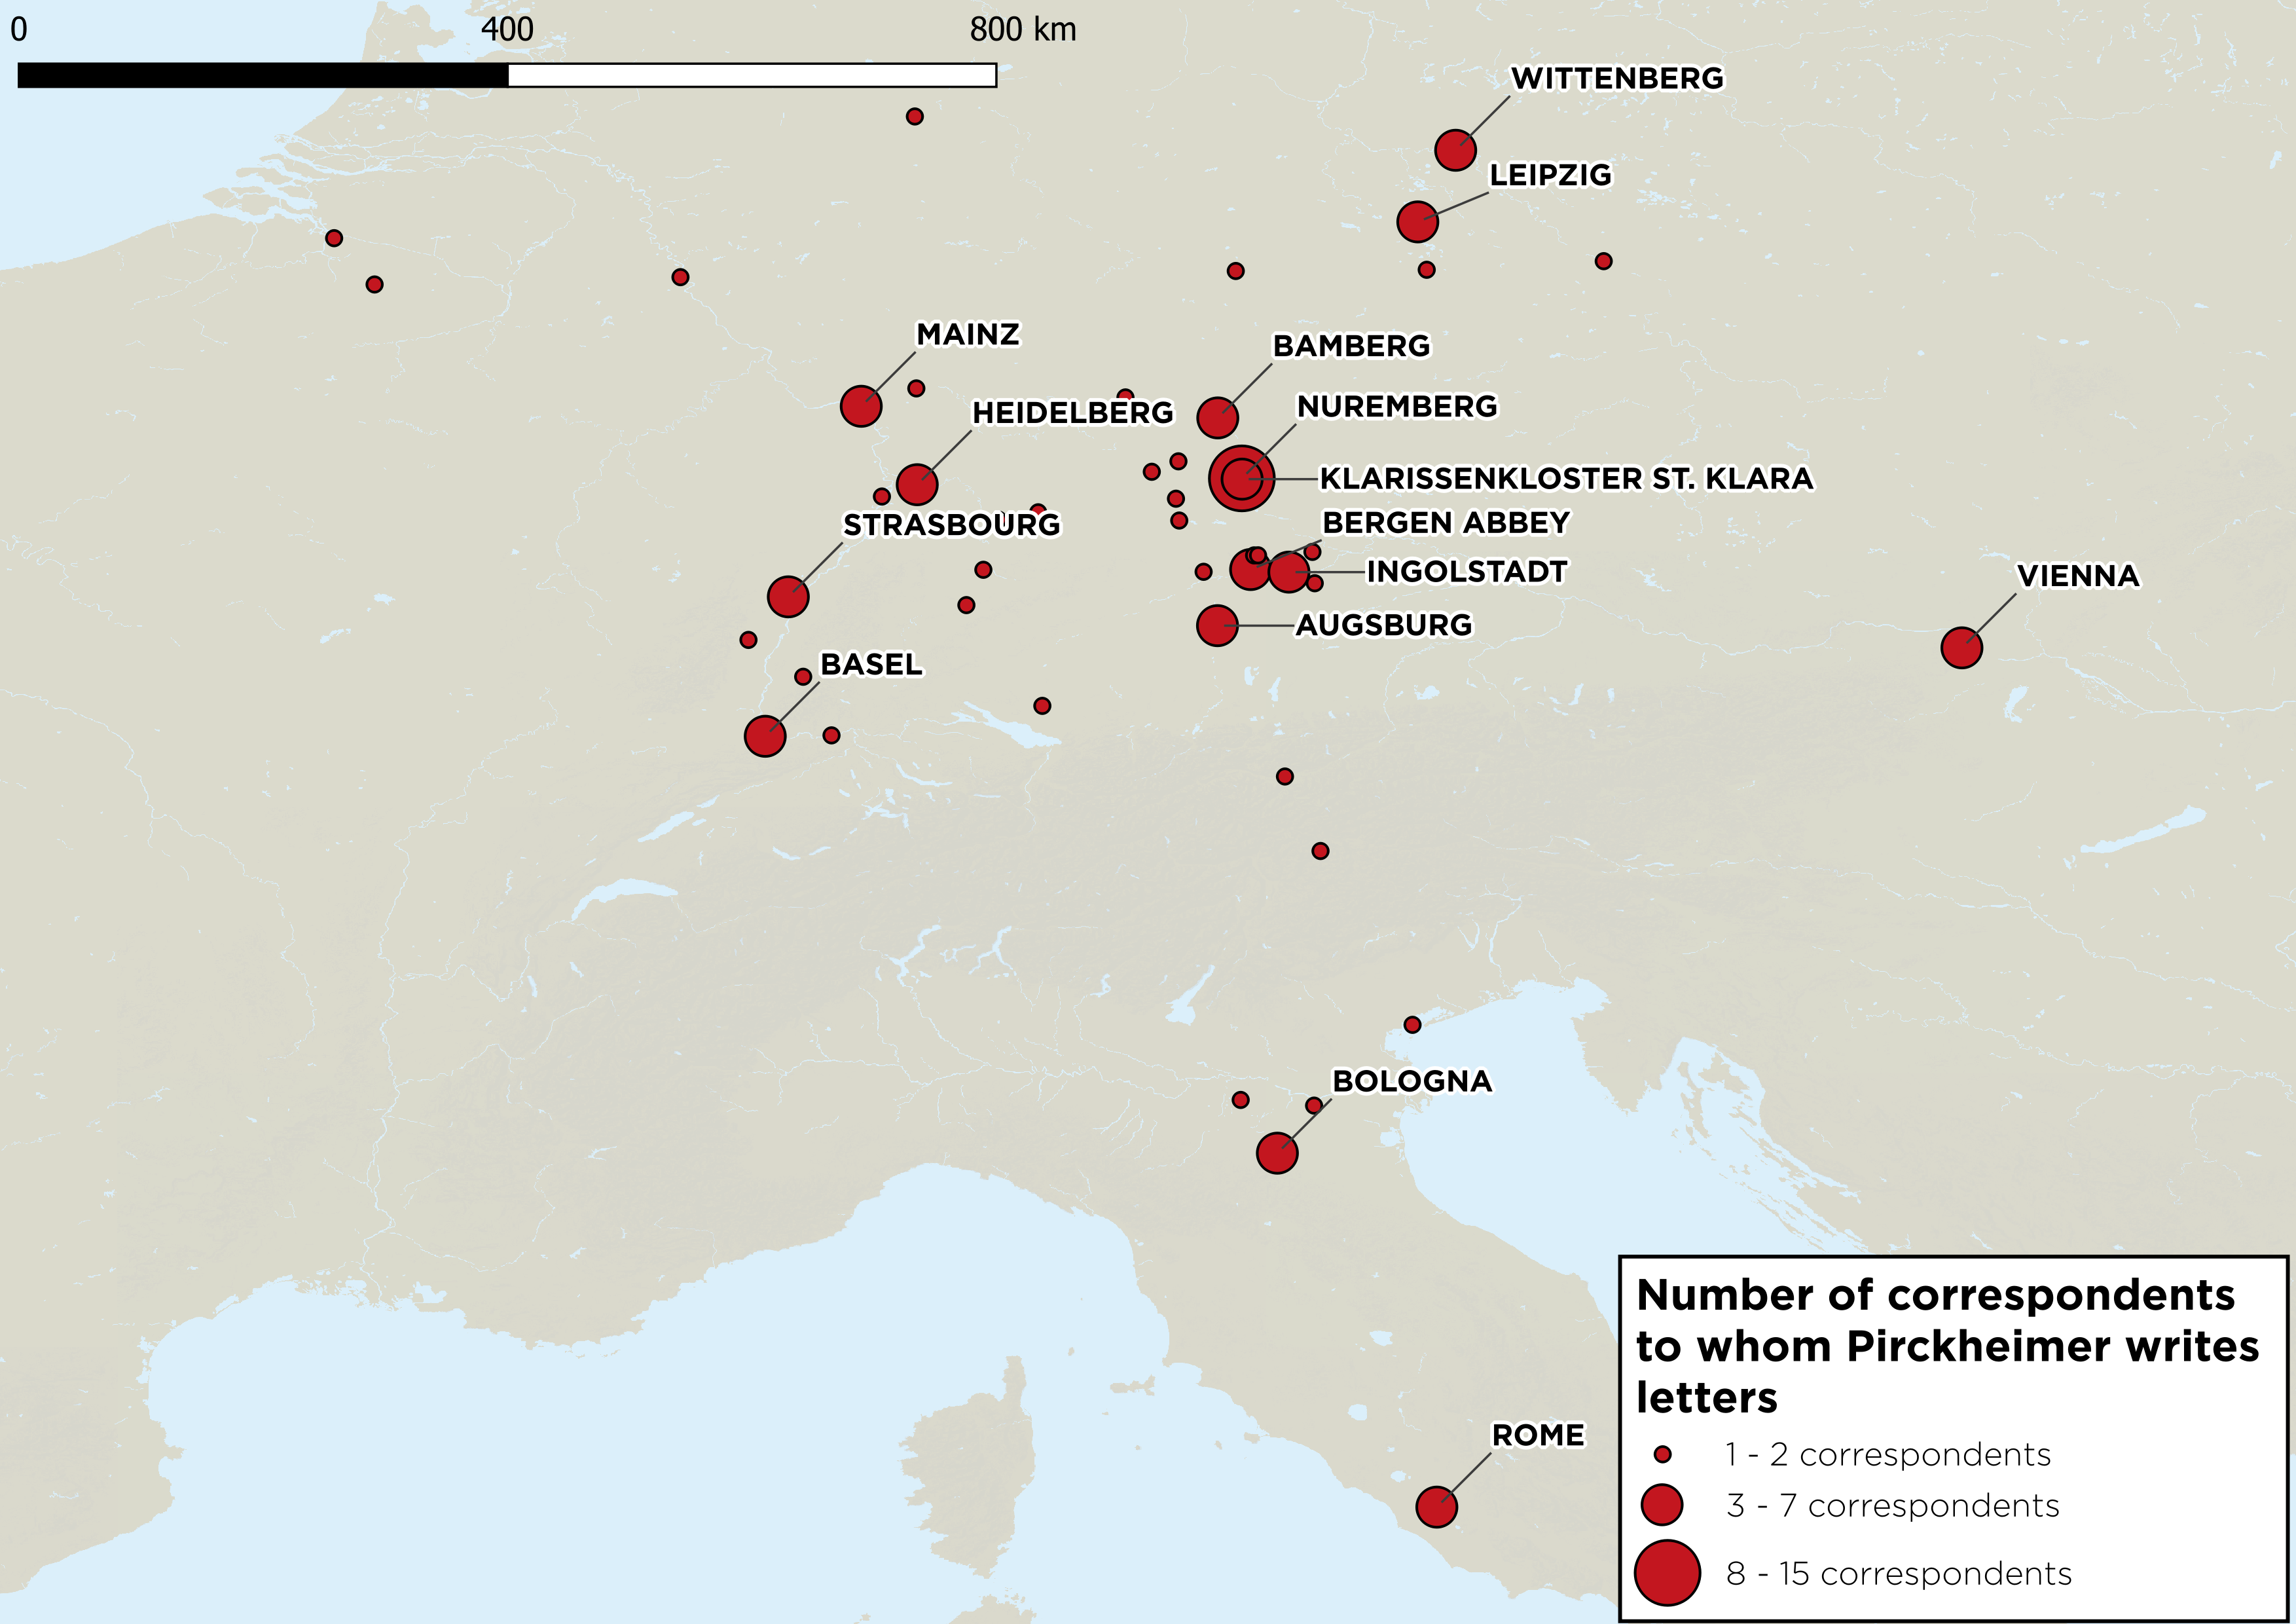 0 400 800 km
WITTENBERG
LEIPZIG
MAINZ
BAMBERG
HEIDELBERG
NUREMBERG
KLARISSENKLOSTER ST. KLARA
STRASBOURG
BERGEN ABBEY
INGOLSTADT
VIENNA
AUGSBURG
BASEL
BOLOGNA
ROME
Number of correspondents
to whom Pirckheimer writes
letters
1 - 2 correspondents
3 - 7 correspondents
8 - 15 correspondents